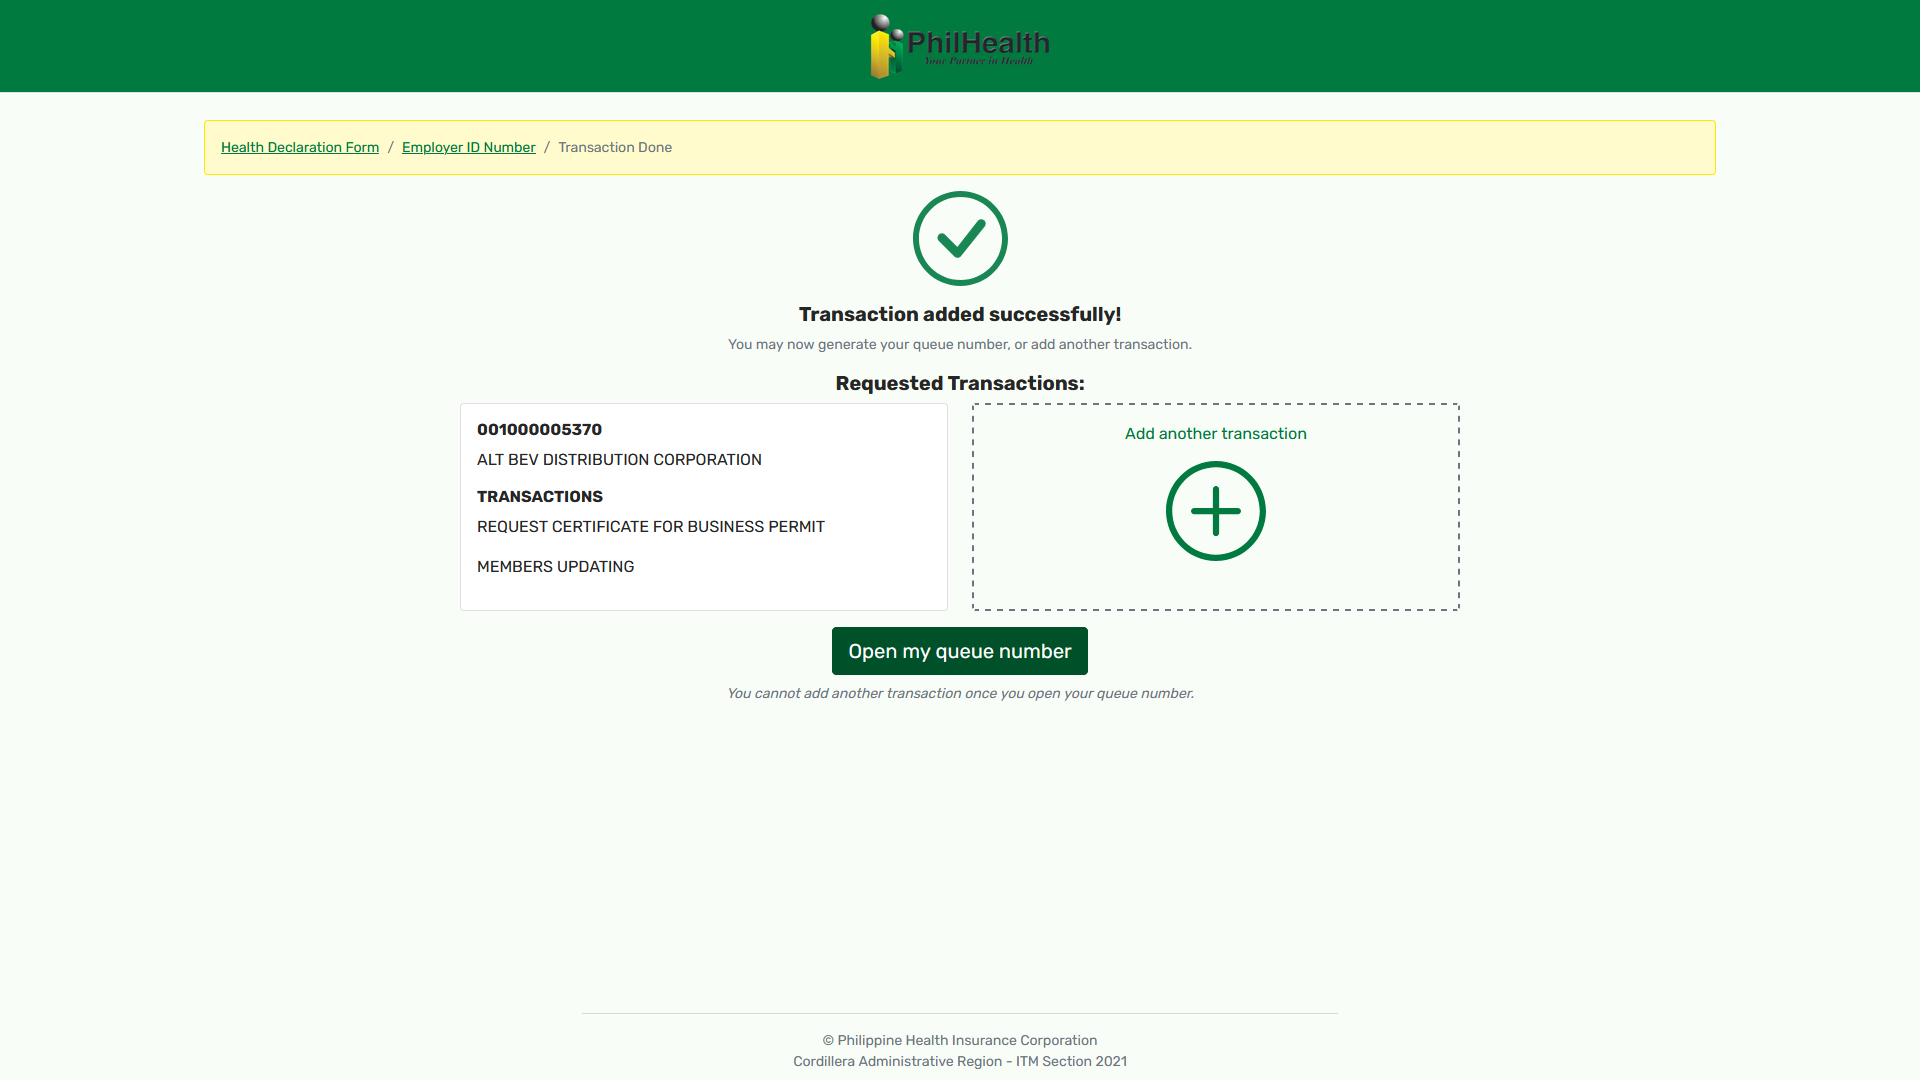 PhilHealth
Your Partner in Health
Health Declaration Form / Employer ID Number / Transaction Done
Transaction added successfully!
You may now generate your queue number, or add another transaction.
Requested Transactions:
001000005370
ALT BEV DISTRIBUTION CORPORATION
TRANSACTIONS
REQUEST CERTIFICATE FOR BUSINESS PERMIT
MEMBERS UPDATING
Add another transaction
Open my queue number
You cannot add another transaction once you open your queue number.
© Philippine Health Insurance Corporation
Cordillera Administrative Region - ITM Section 2021